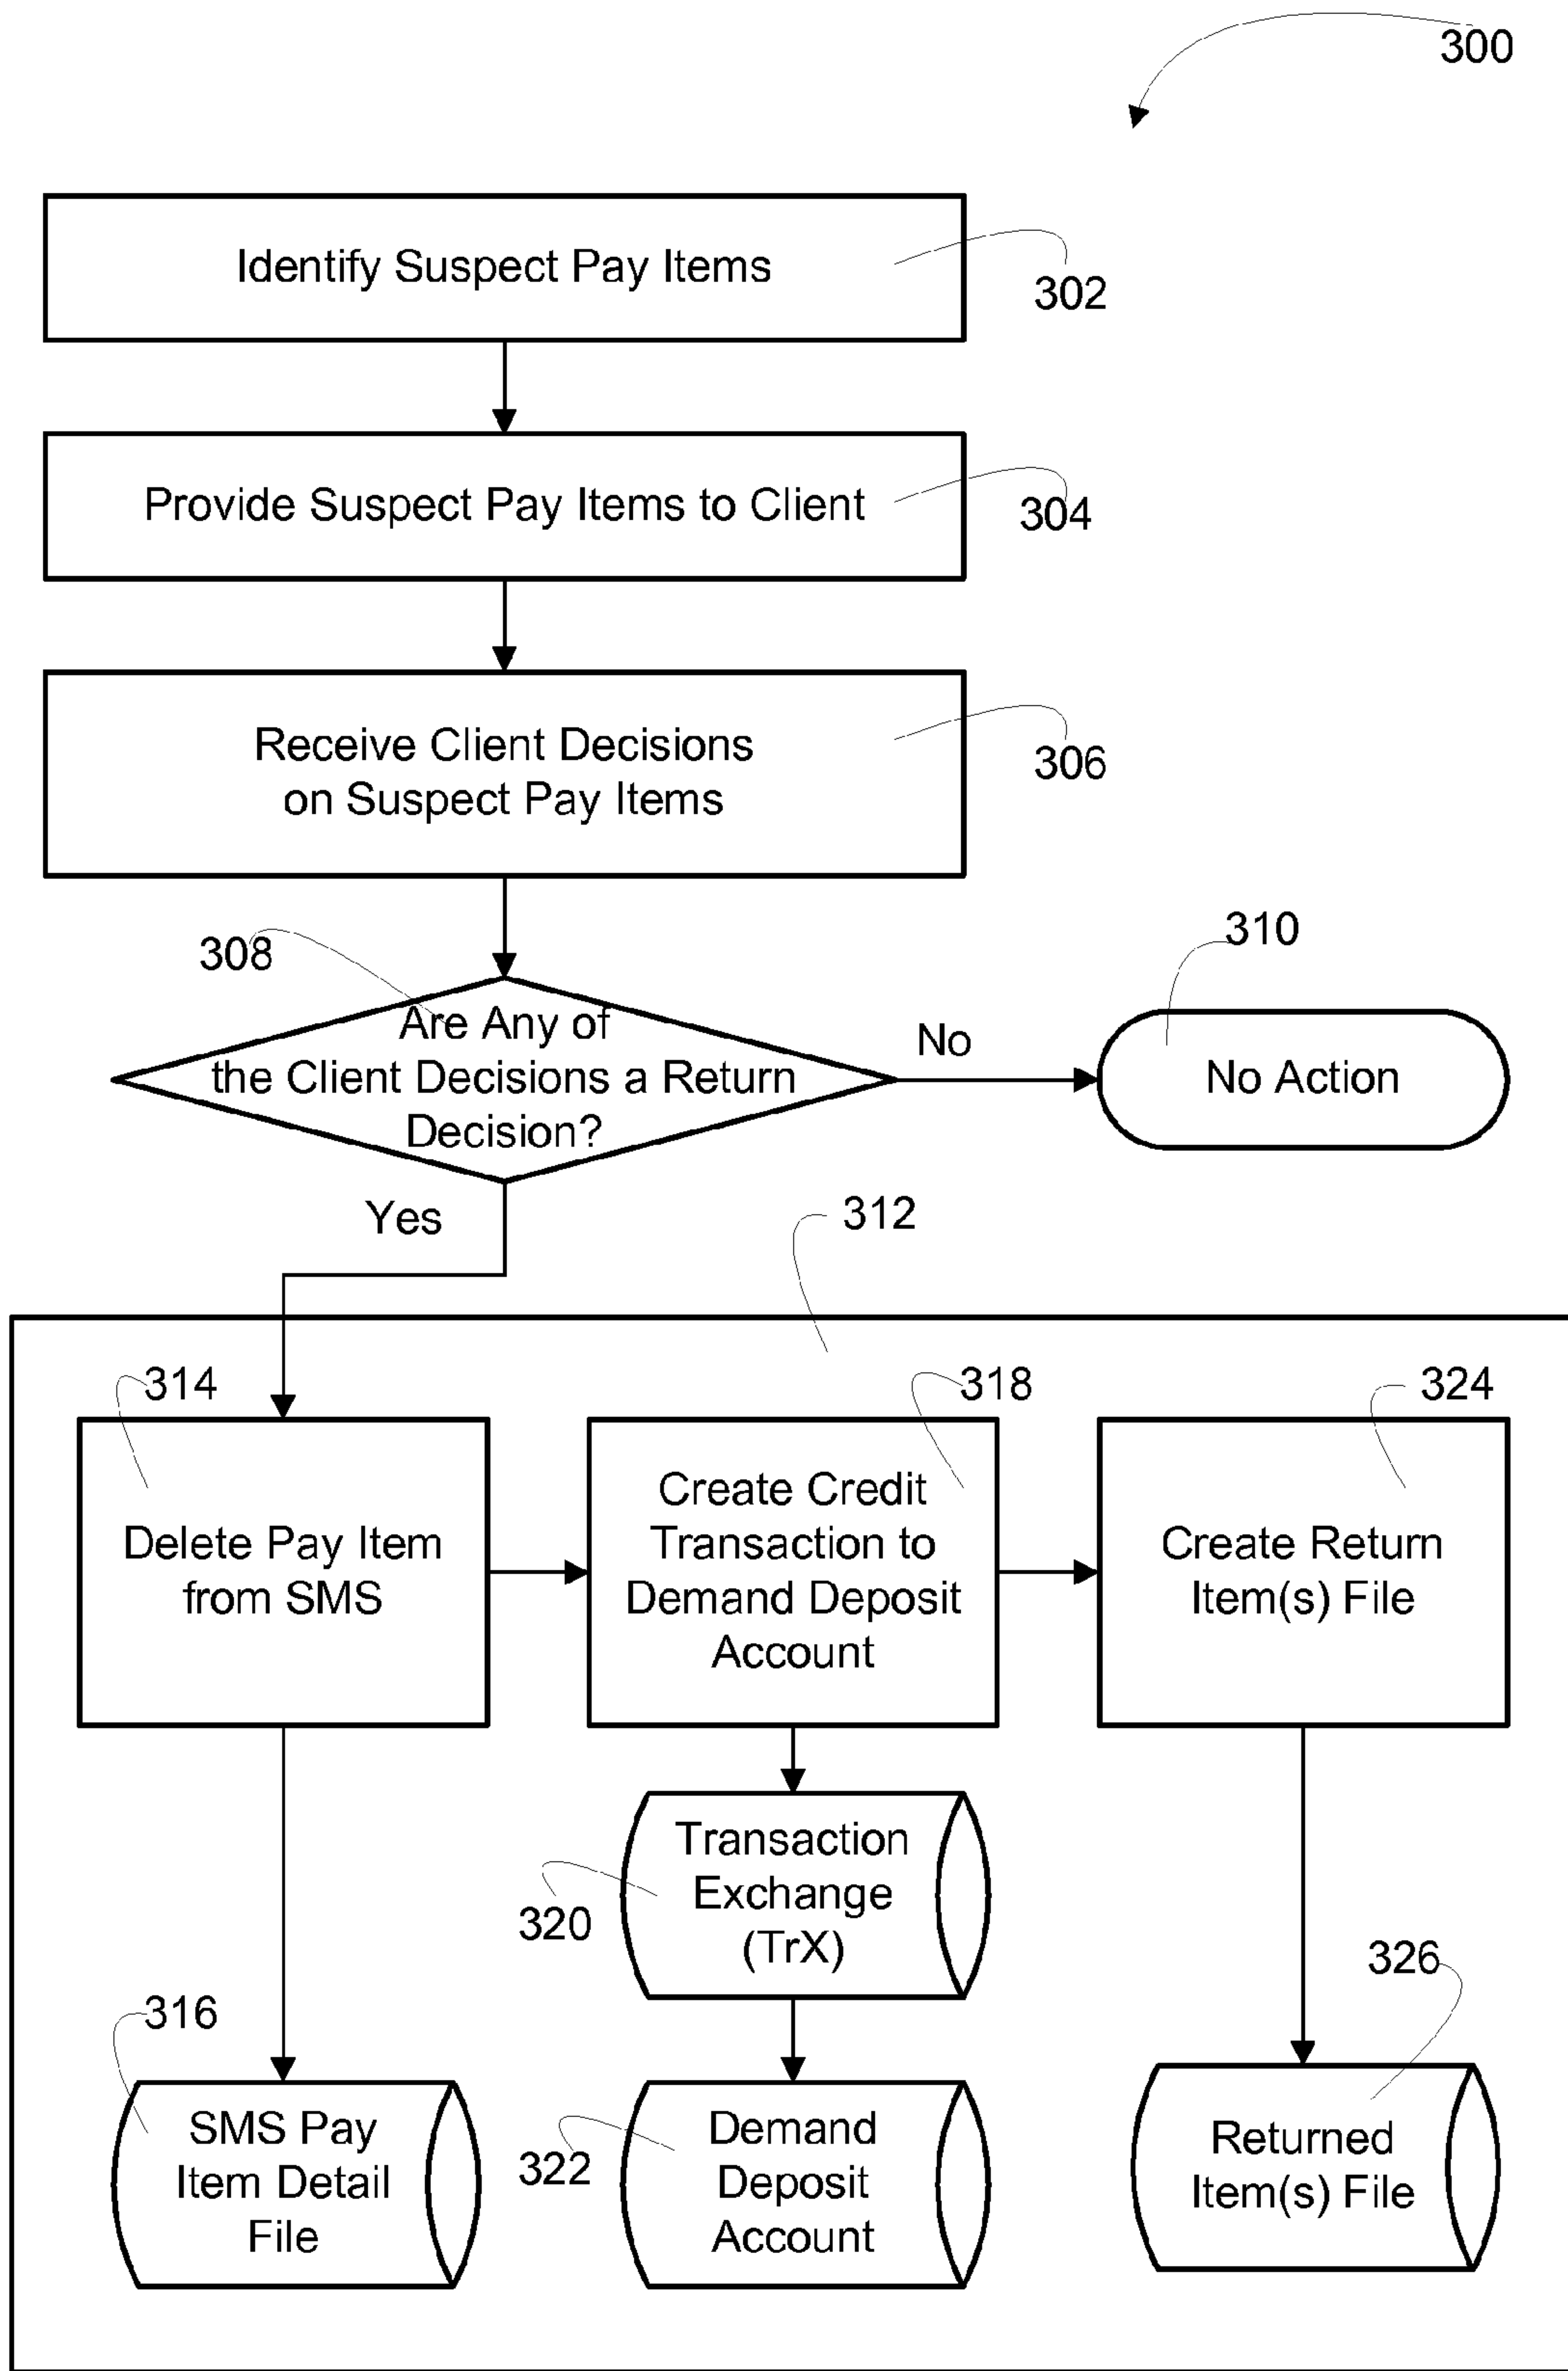 300
Identify Suspect Pay Items
302
Provide Suspect Pay Items to Client
304
Receive Client Decisions
on Suspect Pay Items
306
308
Are Any of
the Client Decisions a Return
Decision?
No
310
No Action
Yes
312
314
Delete Pay Item
from SMS
318
Create Credit
Transaction to
Demand Deposit
Account
324
Create Return
Item(s) File
Transaction
Exchange
(TrX)
320
316
SMS Pay
Item Detail
File
322
Demand
Deposit
Account
326
Returned
Item(s) File